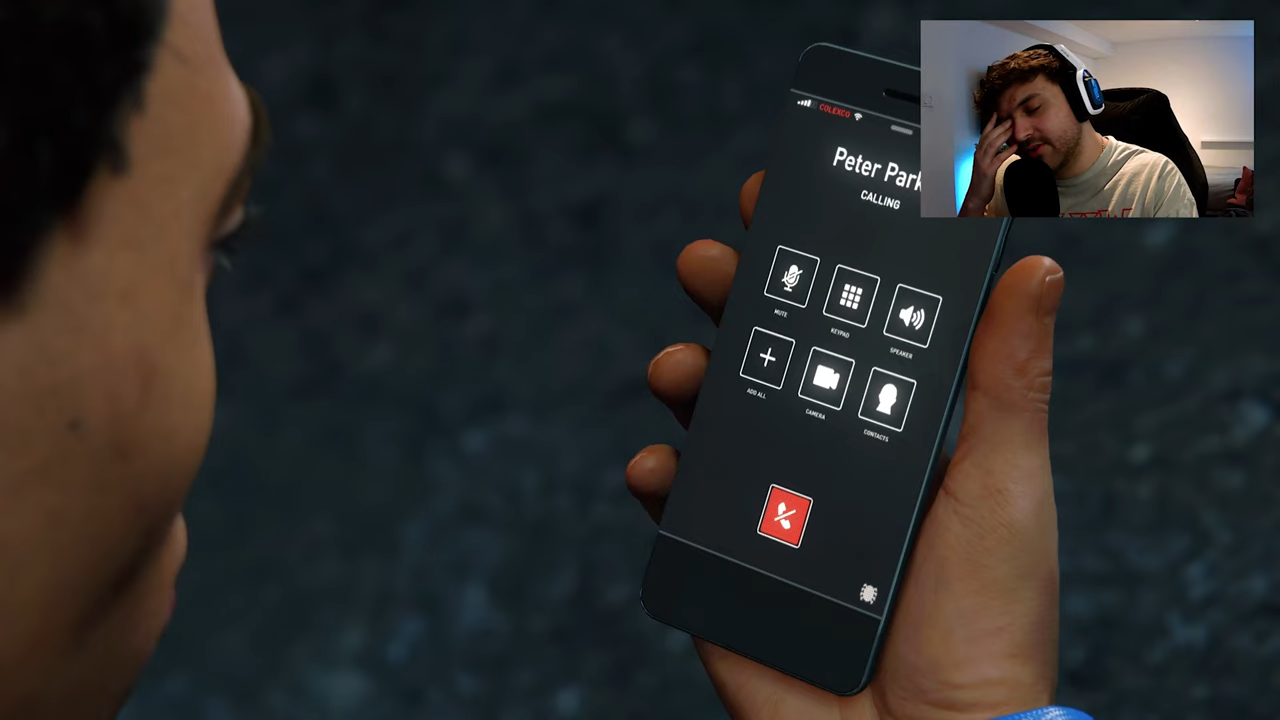 COLEXCO
Peter Park
CALLING
MUTE
KEYPAD
SPEAKER
ADD ALL
CAMERA
CONTACTS